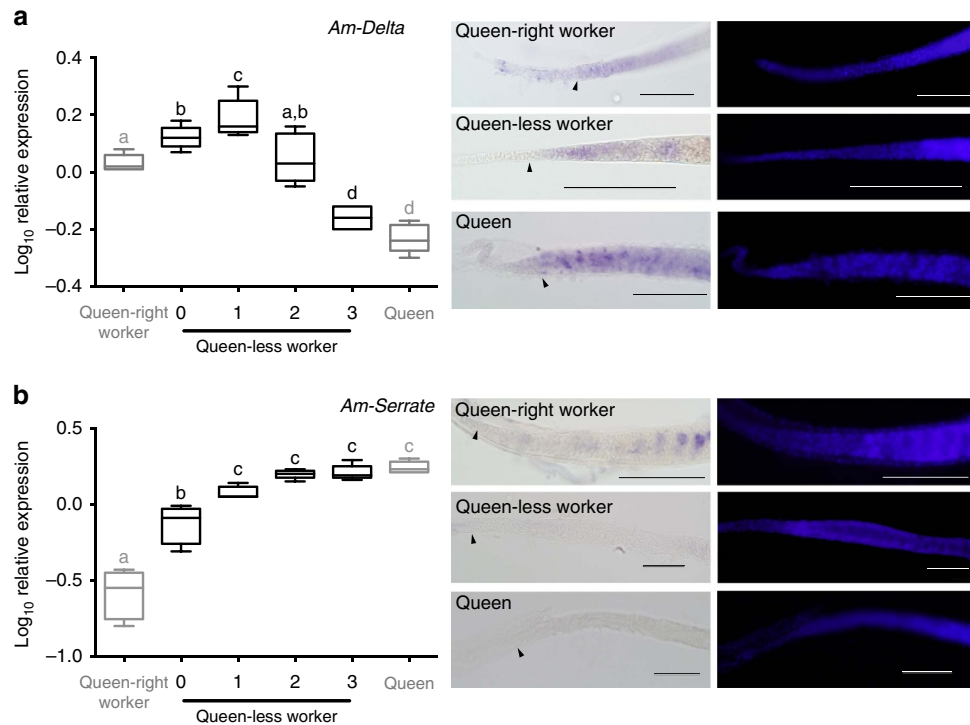 a
Am-Delta
Log10 relative expression
0.4
0.2
0.0
–0.2
–0.4
a
b
c
a,b
d
d
Queen-right worker
0
1
2
3
Queen
Queen-less worker
Queen-right worker
Queen-less worker
Queen
b
Am-Serrate
Log10 relative expression
0.5
0.0
–0.5
–1.0
a
b
c
c
c
c
Queen-right worker
0
1
2
3
Queen
Queen-less worker
Queen-right worker
Queen-less worker
Queen